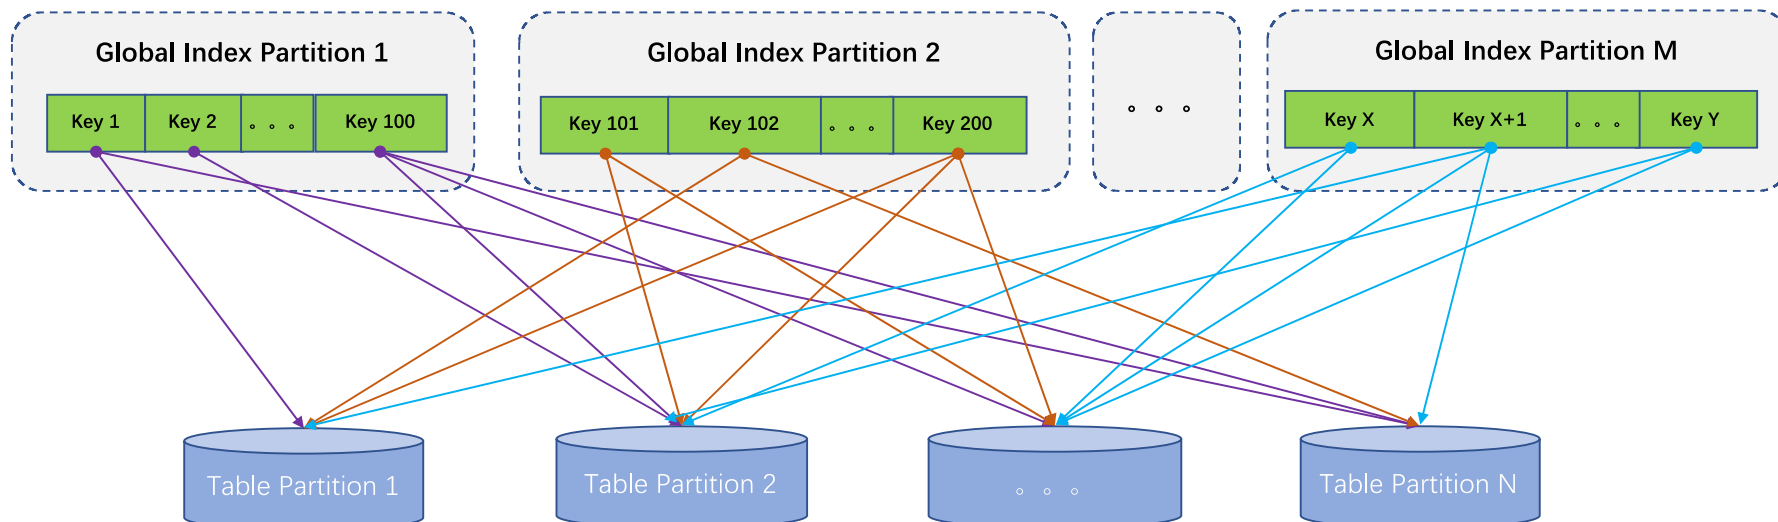 Global Index Partition 1
Key 1
Key 2
。。。
Key 100
Global Index Partition 2
Key 101
Key 102
。。。
Key 200
。。。
Global Index Partition M
Key X
Key X+1
。。。
Key Y
Table Partition 1
Table Partition 2
。。。
Table Partition N